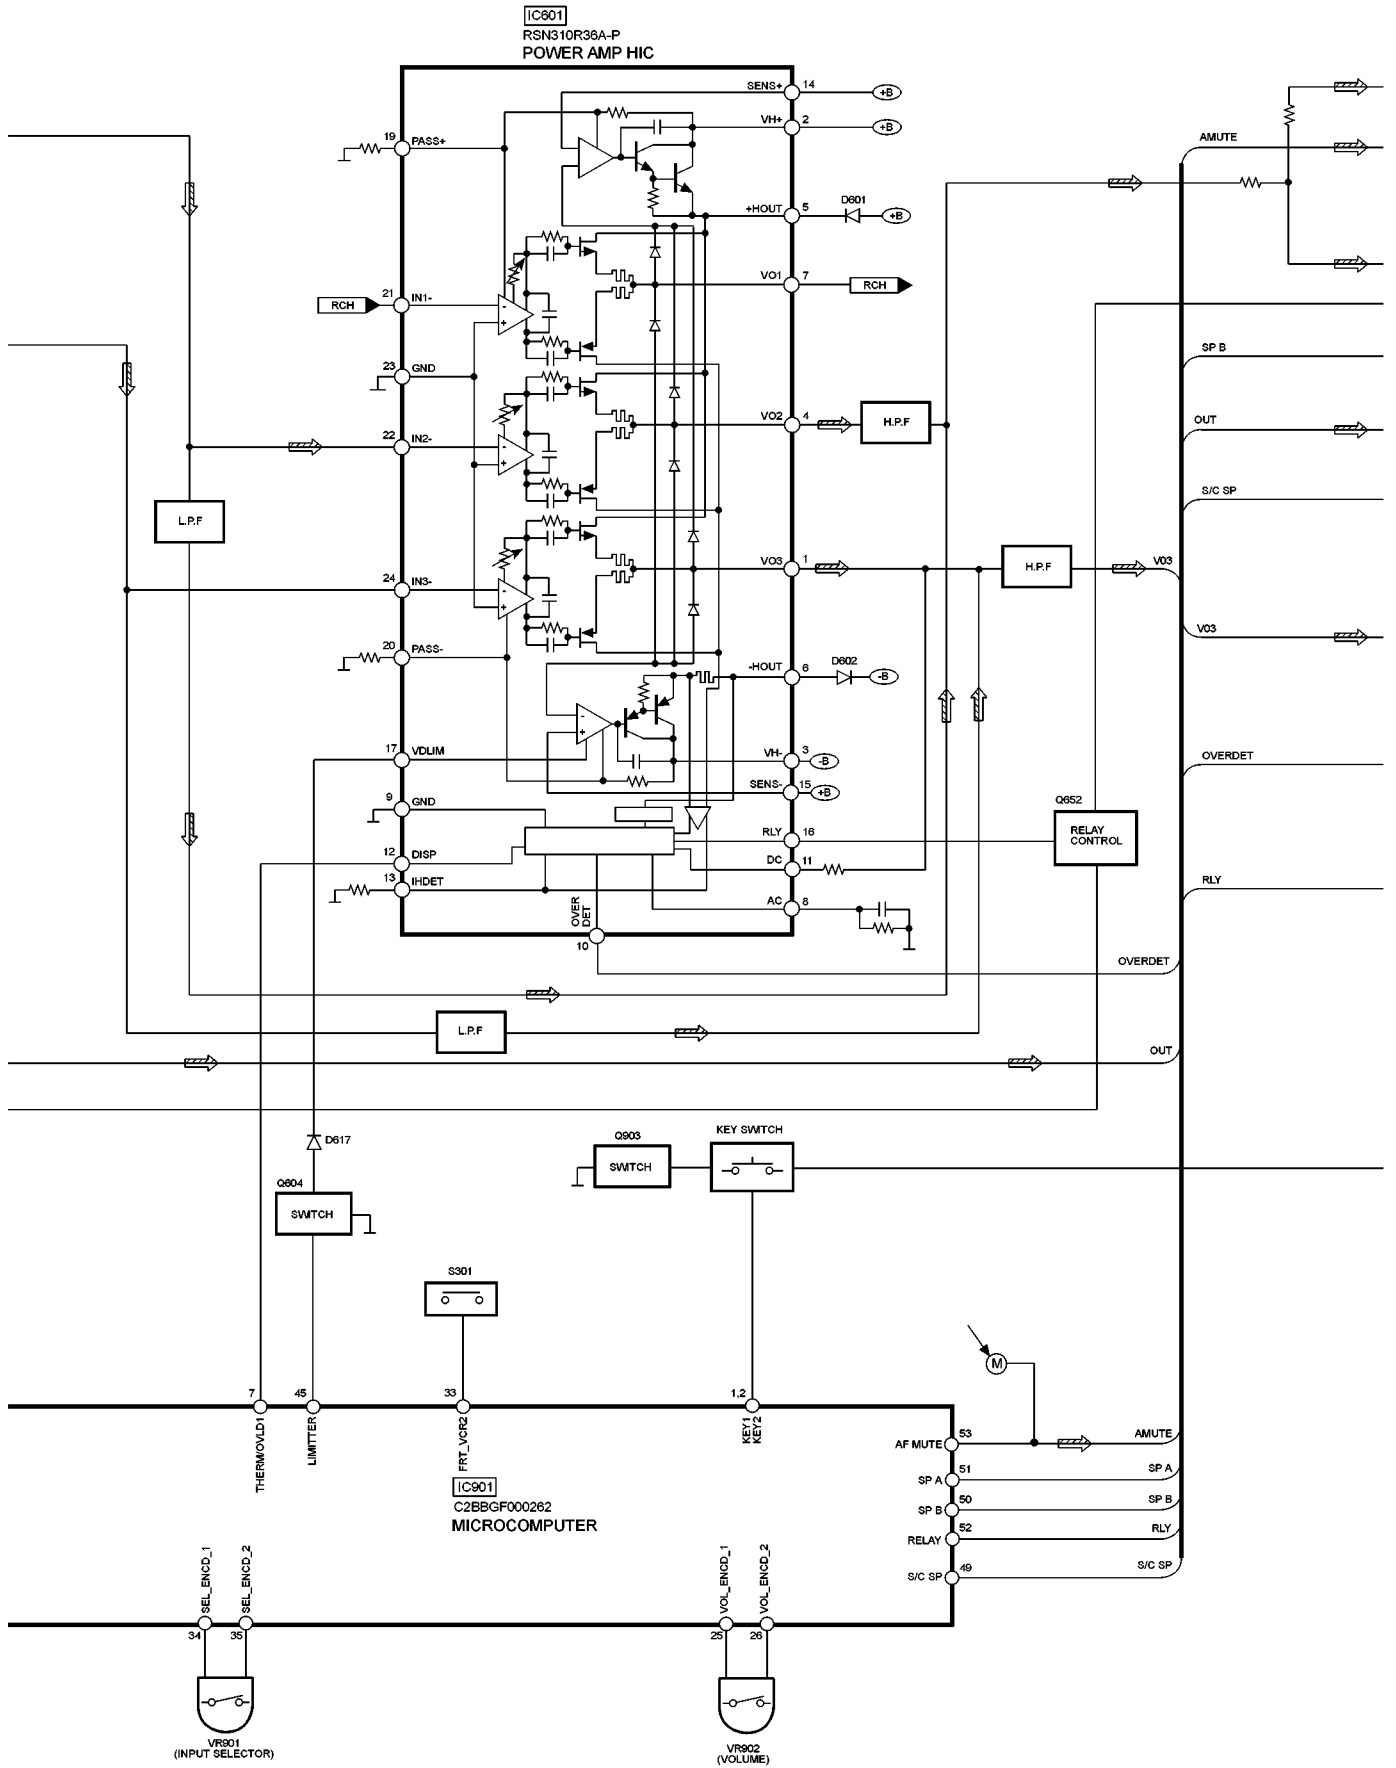 IC601
RSN310R36A-P
POWER AMP HIC
SENS+ 14 +B
VH+ 2 +B
19 PASS+
AMUTE
+HOUT 5 D601 +B
VO1 7 RCH
RCH 21 IN1-
SP B
23 GND
VO2 4 H.P.F
OUT
22 IN2-
S/C SP
L.P.F
VO3 1 H.P.F V03
24 IN3-
V03
20 PASS-
-HOUT 6 D602 -B
17 VDLIM
VH- 3 -B
OVERDET
SENS- 15 +B
9 GND
Q652
RELAY
CONTROL
RLY 16
12 DISP
DC 11
13 IHDET
RLY
AC 8
OVER
DET
10
OVERDET
L.P.F
OUT
D617
Q903
SWITCH
KEY SWITCH
Q604
SWITCH
S301
7 45 33 1,2
THERM/OVLD1
LIMITTER
FRT_VCR2
KEY1
KEY2
M
AF MUTE 53 AMUTE
SP A 51 SP A
IC901
C2BBGF000262
MICROCOMPUTER
SP B 50 SP B
RELAY 52 RLY
S/C SP 49 S/C SP
SEL_ENCD_1
SEL_ENCD_2
VOL_ENCD_1
VOL_ENCD_2
34 35 25 26
VR901
(INPUT SELECTOR)
VR902
(VOLUME)